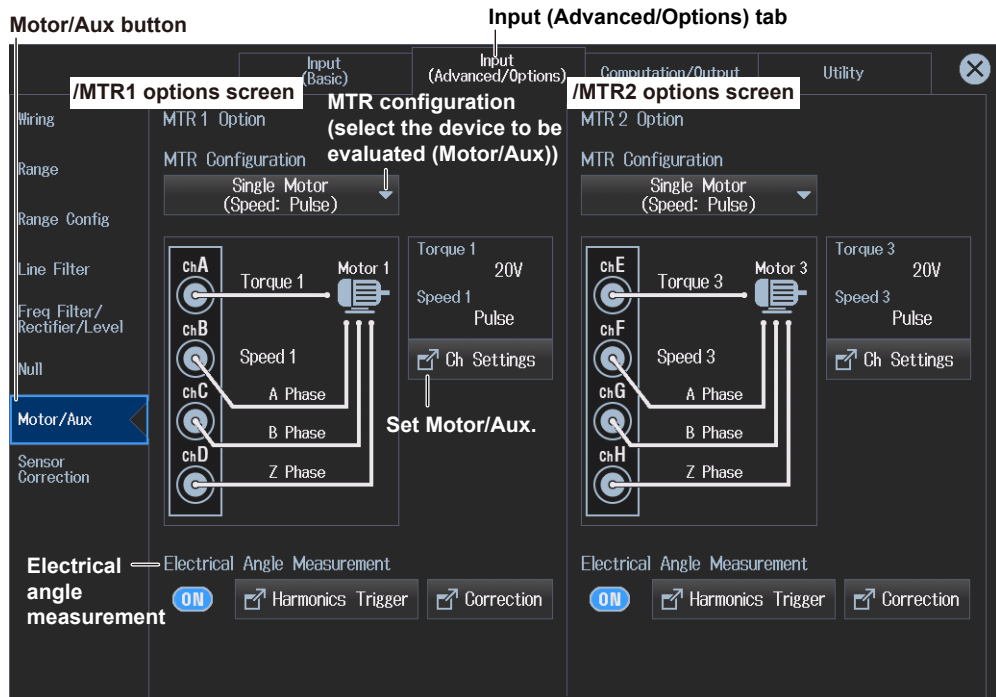 Motor/Aux button
Input (Advanced/Options) tab
Input
(Basic)
Input
(Advanced/Options)
Computation/Output
Utility
/MTR1 options screen
MTR configuration
(select the device to be
evaluated (Motor/Aux))
/MTR2 options screen
Wiring
Range
Range Config
Line Filter
Freq Filter/
Rectifier/Level
Null
Motor/Aux
Sensor
Correction
MTR 1 Option
MTR Configuration
Single Motor
(Speed: Pulse)
ChA
Torque 1
Motor 1
ChB
Speed 1
ChC
A Phase
B Phase
ChD
Z Phase
Torque 1
20V
Speed 1
Pulse
Ch Settings
Set Motor/Aux.
Electrical
angle
measurement
Electrical Angle Measurement
ON
Harmonics Trigger
Correction
MTR 2 Option
MTR Configuration
Single Motor
(Speed: Pulse)
ChE
Torque 3
Motor 3
ChF
Speed 3
ChG
A Phase
B Phase
ChH
Z Phase
Torque 3
20V
Speed 3
Pulse
Ch Settings
Electrical Angle Measurement
ON
Harmonics Trigger
Correction